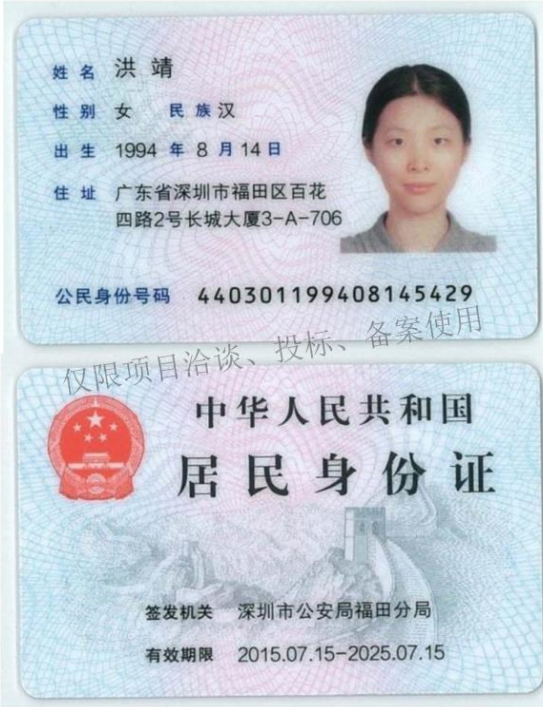 姓名 洪靖
性别 女 民族 汉
出生 1994 年 8 月 14 日
住址 广东省深圳市福田区百花
四路2号长城大厦3-A-706
公民身份号码 440301199408145429
仅限项目洽谈、投标、备案使用
中华人民共和国
居民身份证
签发机关 深圳市公安局福田分局
有效期限 2015.07.15-2025.07.15